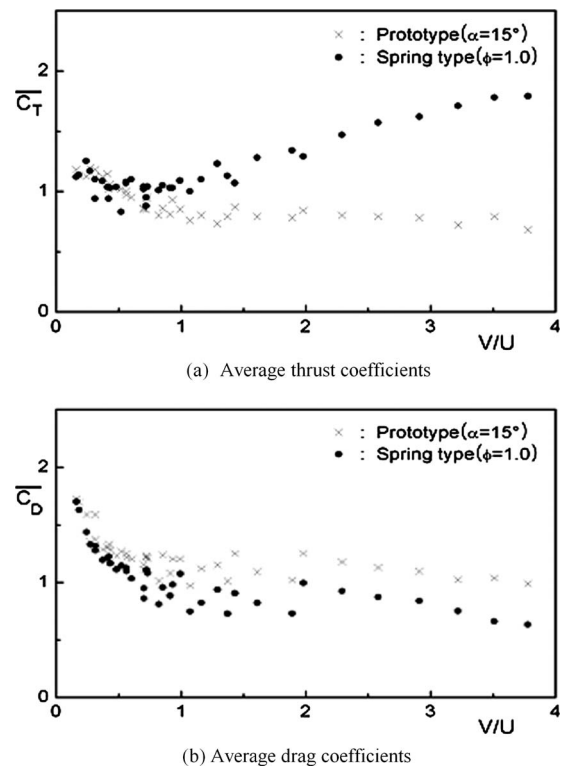 × : Prototype(α=15°)
● : Spring type(ϕ=1.0)
2
C̅T̅
1
0
0 1 2 3 4
V/U
(a) Average thrust coefficients
× : Prototype(α=15°)
● : Spring type(ϕ=1.0)
2
C̅D̅
1
0
0 1 2 3 4
V/U
(b) Average drag coefficients